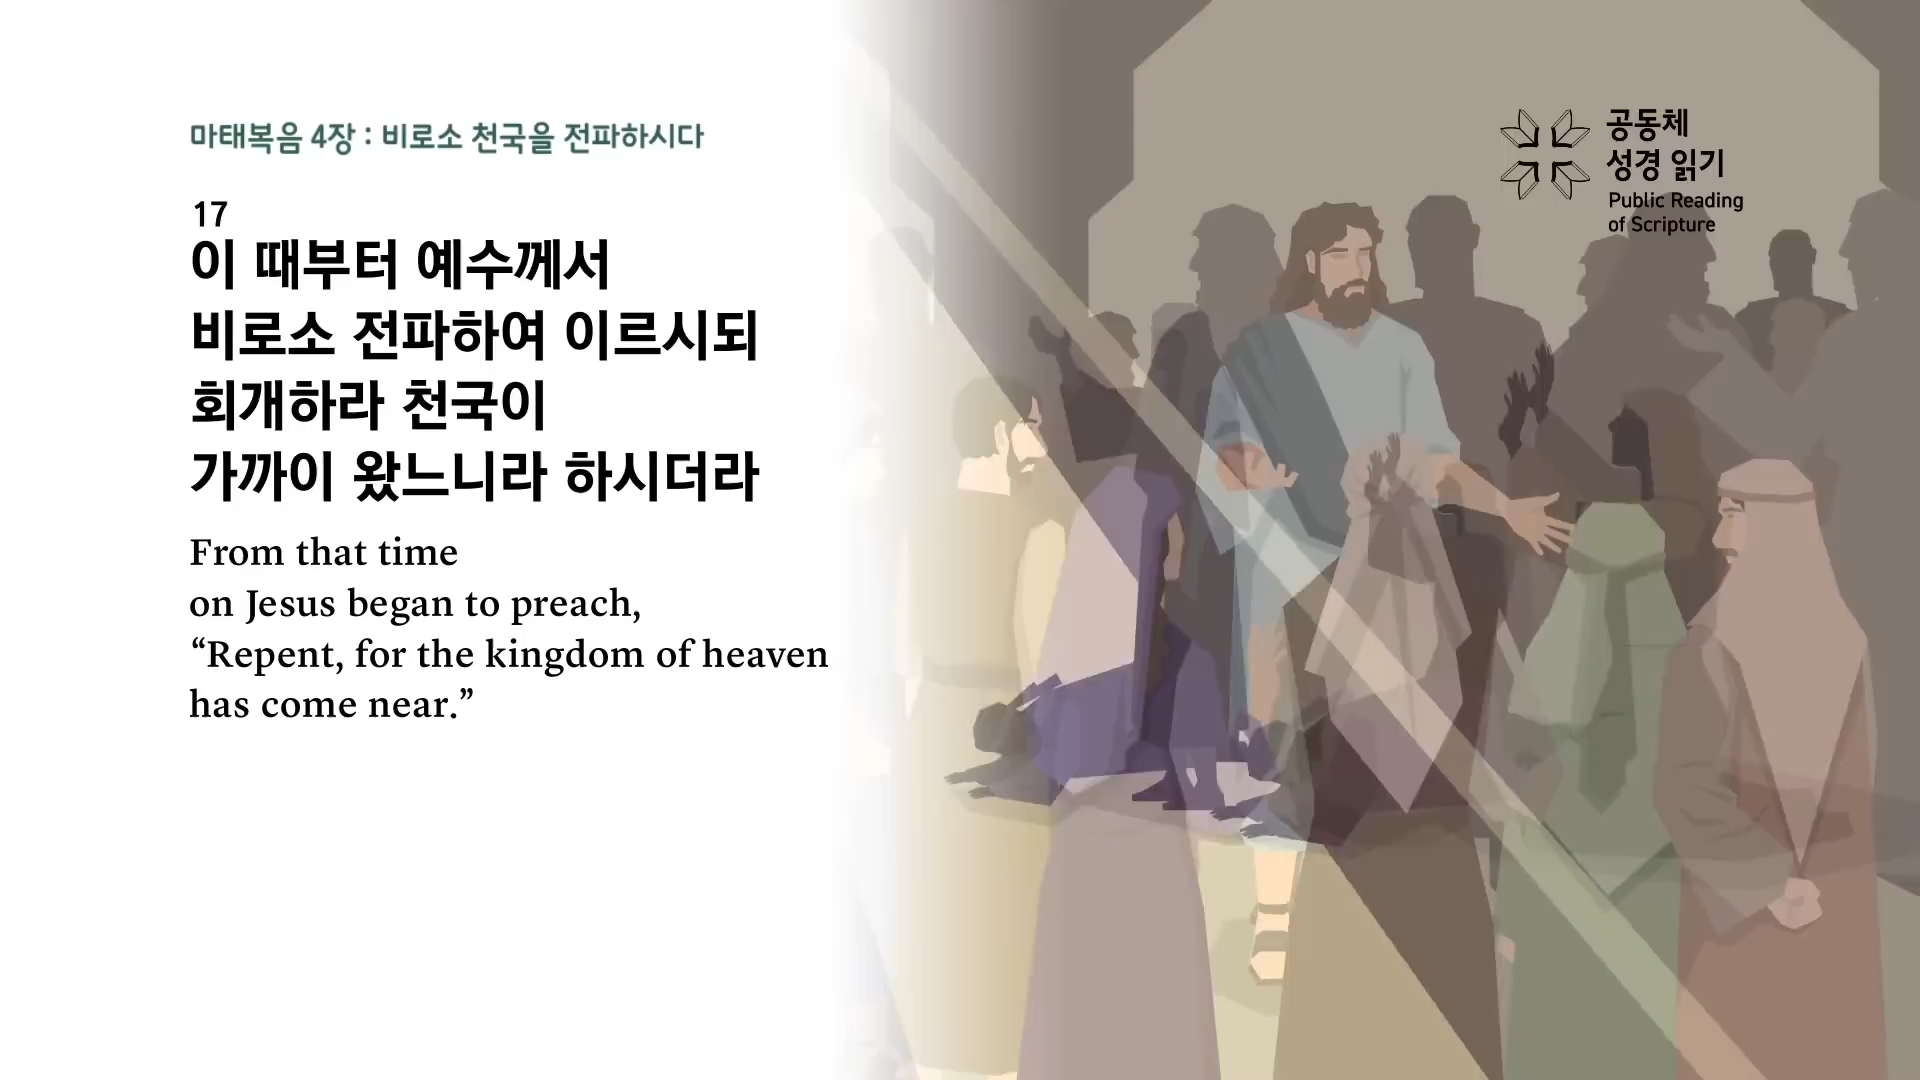 마태복음 4장 : 비로소 천국을 전파하시다
17
이 때부터 예수께서
비로소 전파하여 이르시되
회개하라 천국이
가까이 왔느니라 하시더라
From that time
on Jesus began to preach,
“Repent, for the kingdom of heaven
has come near.”
공동체
성경 읽기
Public Reading
of Scripture